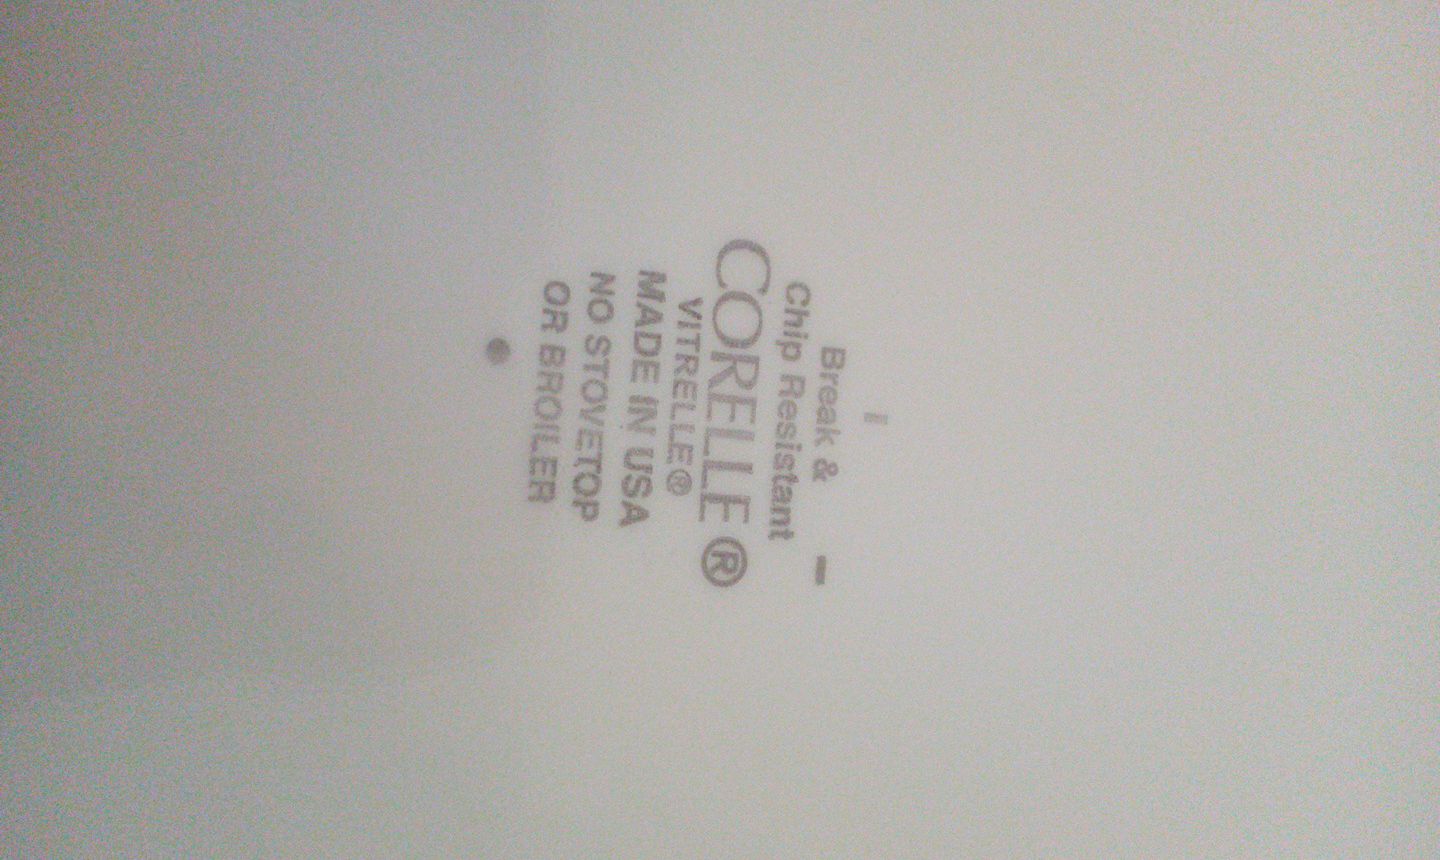 Break &
Chip Resistant
CORELLE®
VITRELLE®
MADE IN USA
NO STOVETOP
OR BROILER